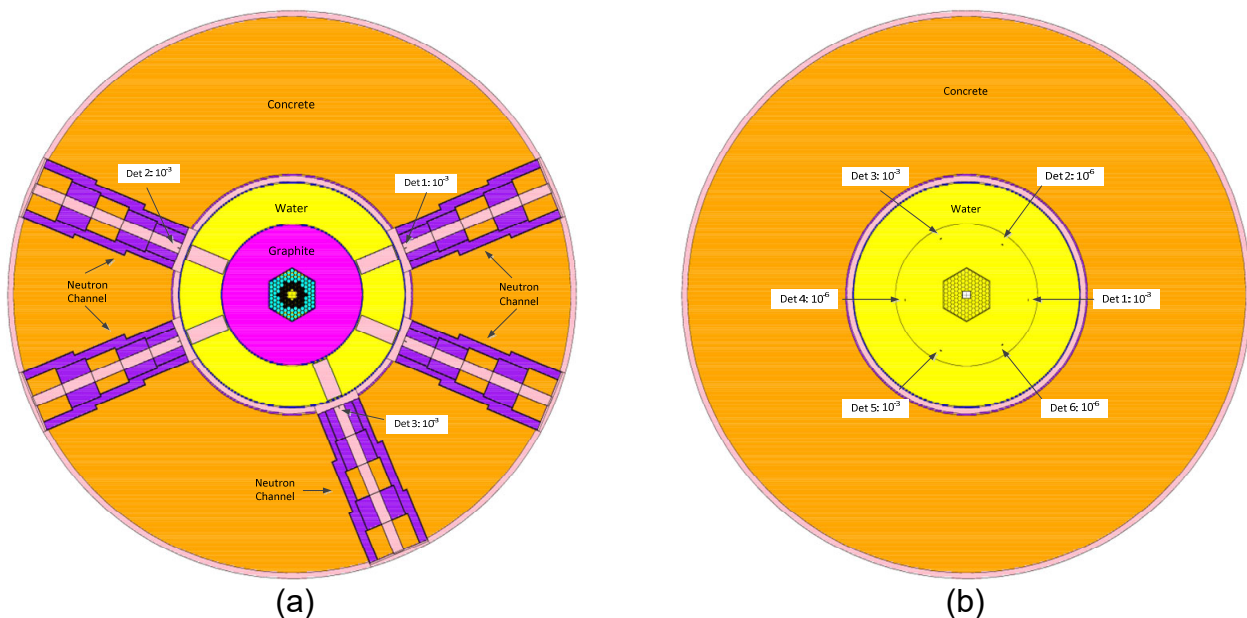 Concrete
Det 2: 10⁻³
Det 1: 10⁻³
Water
Graphite
Neutron
Channel
Neutron
Channel
Det 3: 10⁻³
Neutron
Channel
(a)
Concrete
Det 3: 10⁻³
Det 2: 10⁻⁶
Water
Det 4: 10⁻⁶
Det 1: 10⁻³
Det 5: 10⁻³
Det 6: 10⁻⁶
(b)